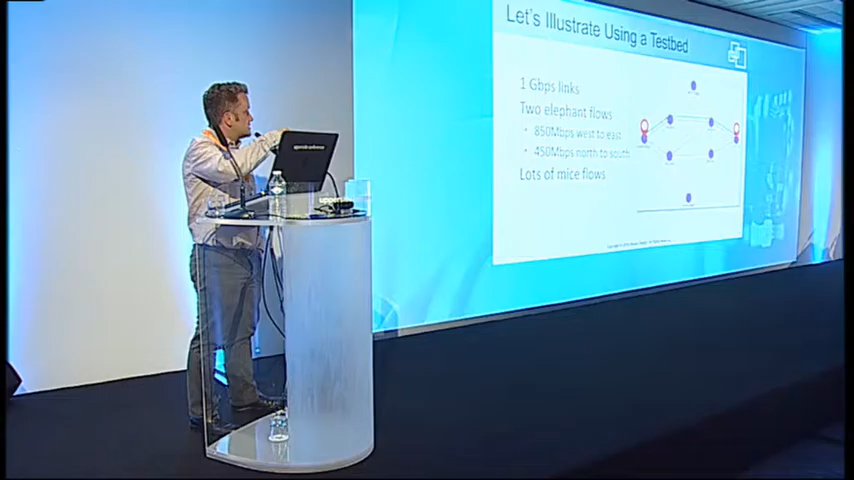 Let's Illustrate Using a Testbed
1 Gbps links
Two elephant flows
• 850Mbps west to east
• 450Mbps north to south
Lots of mice flows